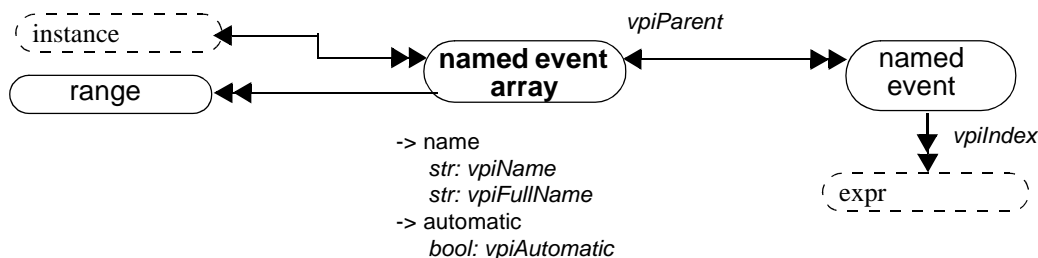 vpiParent
instance
named event
array
named
event
range
vpiIndex
-> name
str: vpiName
str: vpiFullName
-> automatic
bool: vpiAutomatic
expr